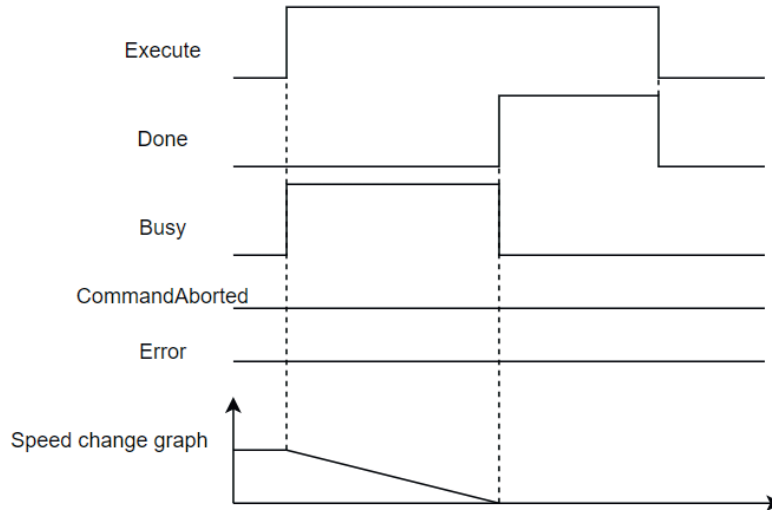 Execute
Done
Busy
CommandAborted
Error
Speed change graph